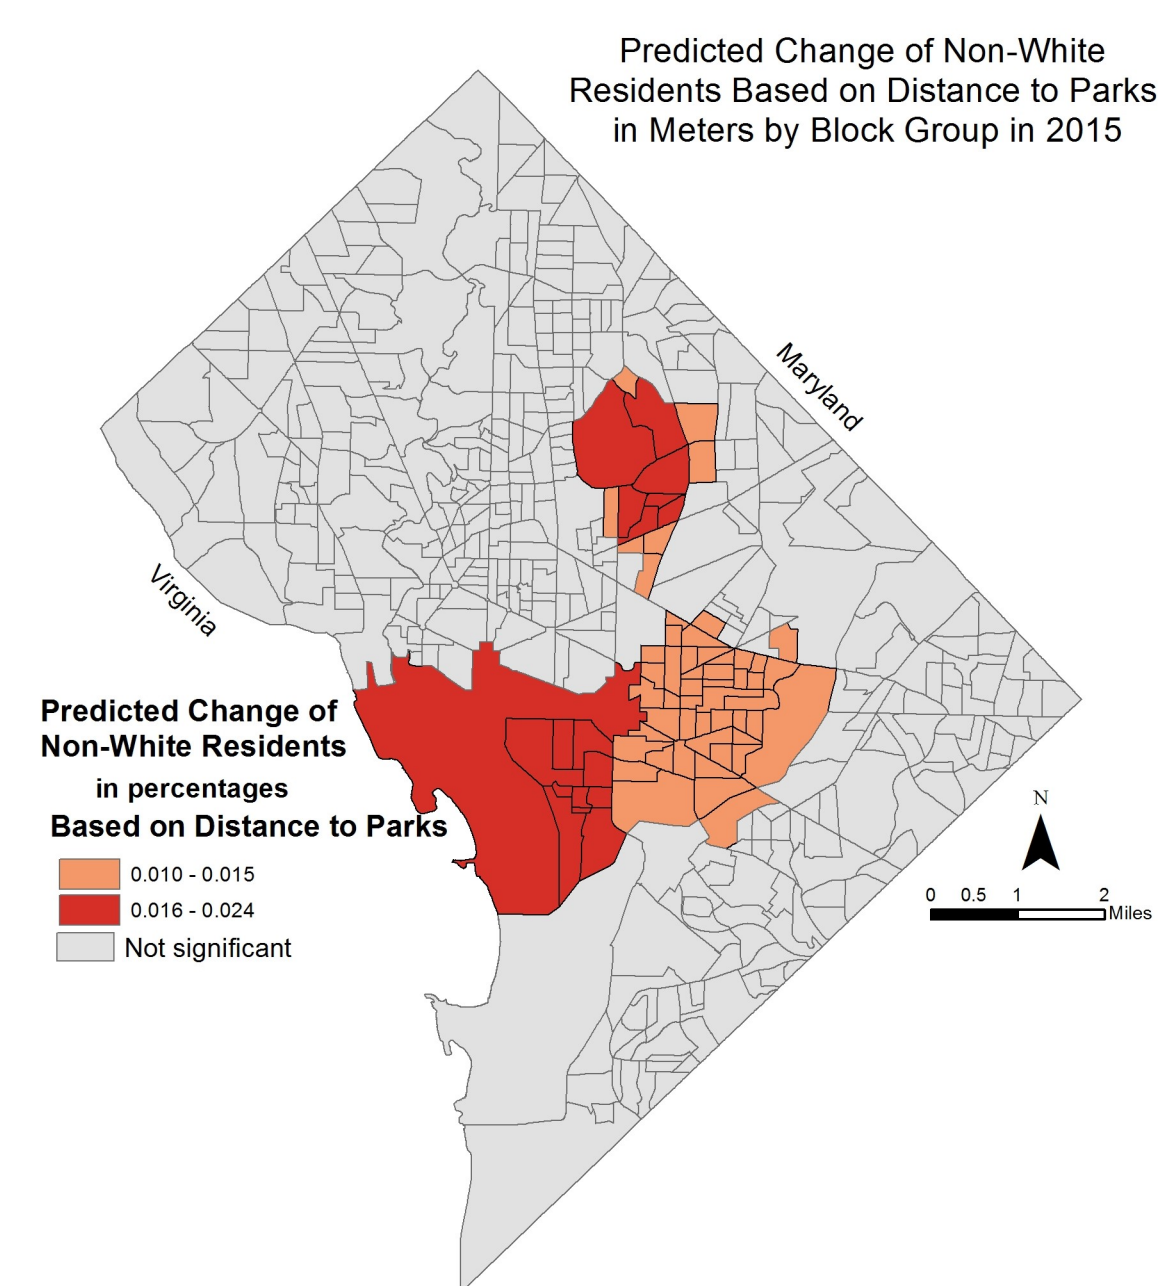 Predicted Change of Non-White
Residents Based on Distance to Parks
in Meters by Block Group in 2015
Maryland
Virginia
Predicted Change of
Non-White Residents
in percentages
Based on Distance to Parks
0.010 - 0.015
0.016 - 0.024
Not significant
N
0 0.5 1 2
Miles